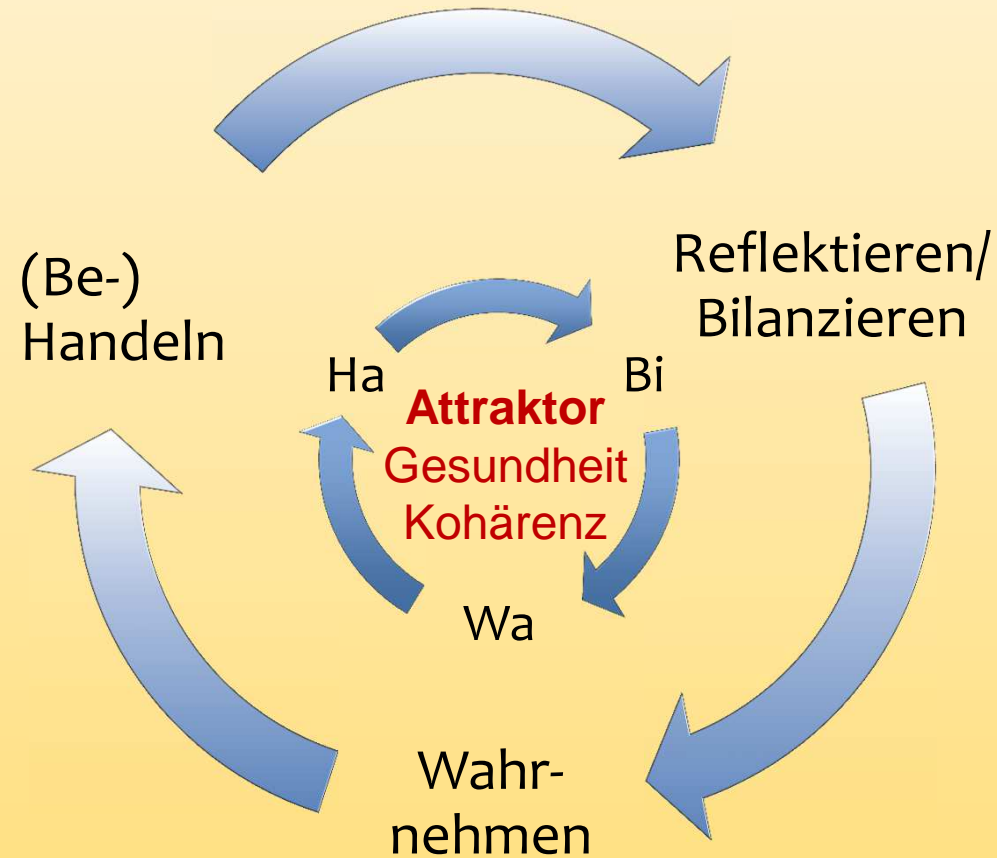 (Be-)
Handeln
Reflektieren/
Bilanzieren
Ha
Bi
Attraktor
Gesundheit
Kohärenz
Wa
Wahr-
nehmen